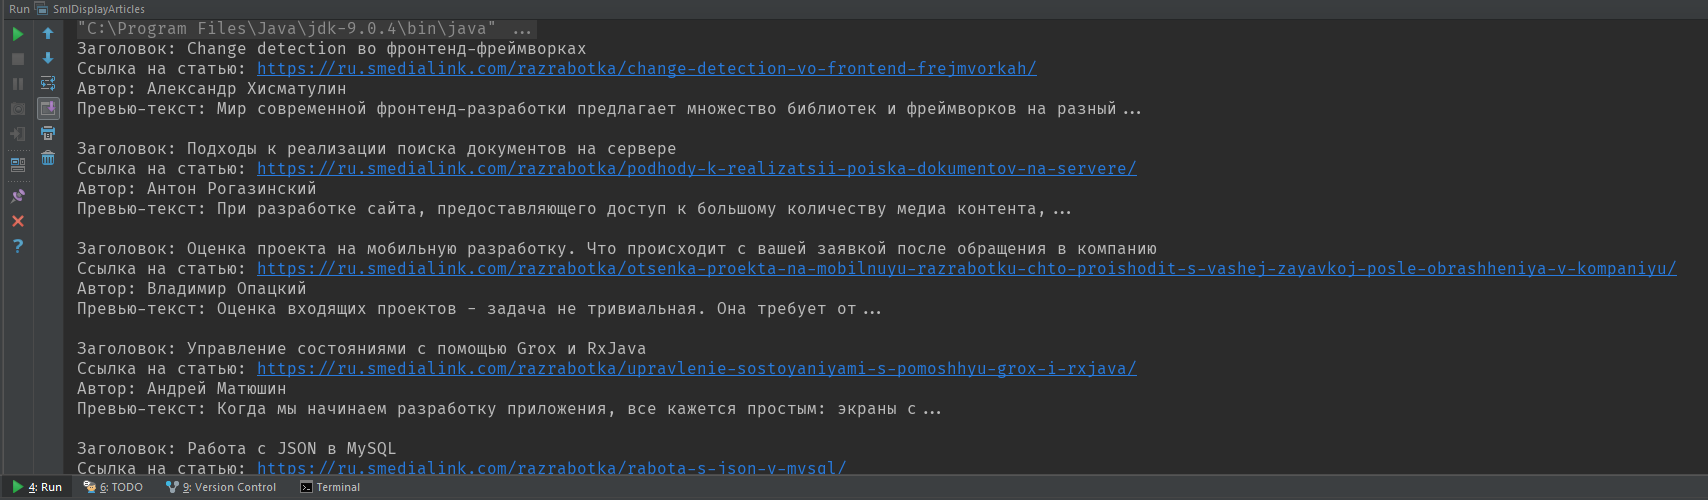 Run SmlDisplayArticles
"C:\Program Files\Java\jdk-9.0.4\bin\java" ...
Заголовок: Change detection во фронтенд-фреймворках
Ссылка на статью: https://ru.smedialink.com/razrabotka/change-detection-vo-frontend-frejmvorkah/
Автор: Александр Хисматулин
Превью-текст: Мир современной фронтенд-разработки предлагает множество библиотек и фреймворков на разный...
Заголовок: Подходы к реализации поиска документов на сервере
Ссылка на статью: https://ru.smedialink.com/razrabotka/podhody-k-realizatsii-poiska-dokumentov-na-servere/
Автор: Антон Рогазинский
Превью-текст: При разработке сайта, предоставляющего доступ к большому количеству медиа контента,...
Заголовок: Оценка проекта на мобильную разработку. Что происходит с вашей заявкой после обращения в компанию
Ссылка на статью: https://ru.smedialink.com/razrabotka/otsenka-proekta-na-mobilnuyu-razrabotku-chto-proishodit-s-vashej-zayavkoj-posle-obrashheniya-v-kompaniyu/
Автор: Владимир Опацкий
Превью-текст: Оценка входящих проектов - задача не тривиальная. Она требует от...
Заголовок: Управление состояниями с помощью Grox и RxJava
Ссылка на статью: https://ru.smedialink.com/razrabotka/upravlenie-sostoyaniyami-s-pomoshhyu-grox-i-rxjava/
Автор: Андрей Матюшин
Превью-текст: Когда мы начинаем разработку приложения, все кажется простым: экраны с...
Заголовок: Работа с JSON в MySQL
Ссылка на статью: https://ru.smedialink.com/razrabotka/rabota-s-json-v-mysql/
4: Run 6: TODO 9: Version Control Terminal